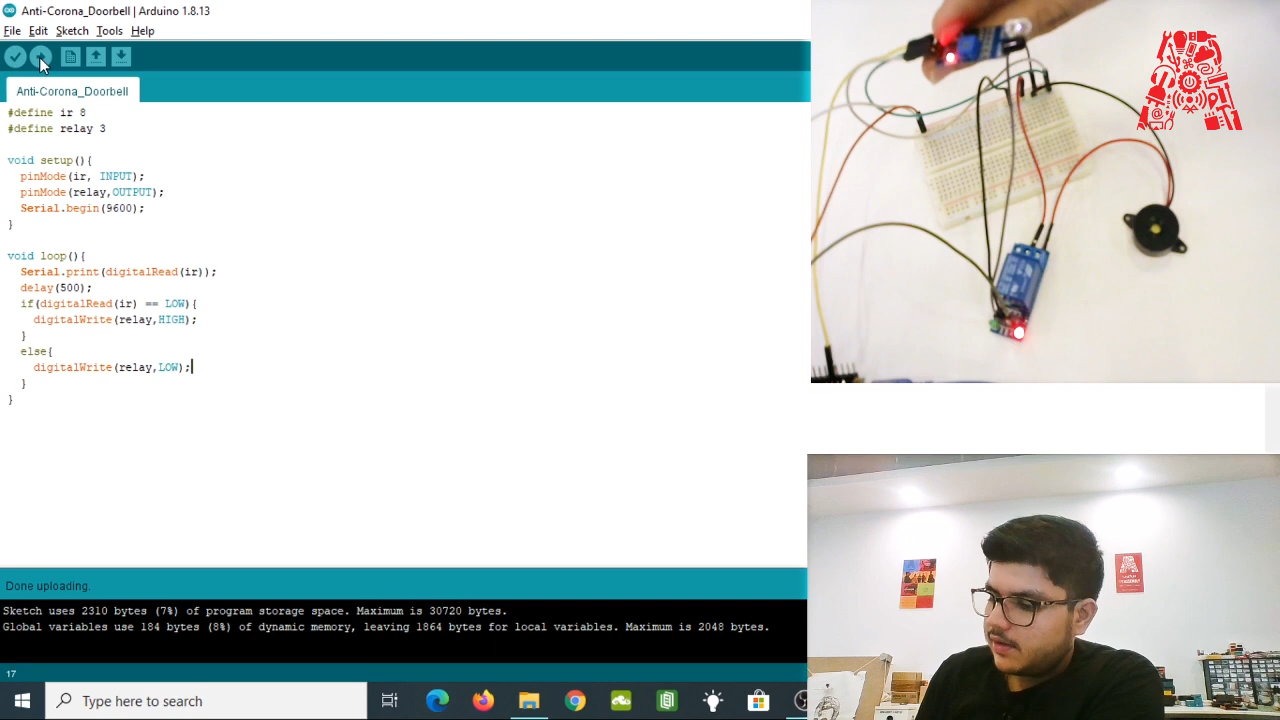 Anti-Corona_Doorbell | Arduino 1.8.13
File Edit Sketch Tools Help
Anti-Corona_Doorbell
#define ir 8
#define relay 3
void setup(){
pinMode(ir, INPUT);
pinMode(relay,OUTPUT);
Serial.begin(9600);
}
void loop(){
Serial.print(digitalRead(ir));
delay(500);
if(digitalRead(ir) == LOW){
digitalWrite(relay,HIGH);
}
else{
digitalWrite(relay,LOW);
}
}
Done uploading.
Sketch uses 2310 bytes (7%) of program storage space. Maximum is 30720 bytes.
Global variables use 184 bytes (8%) of dynamic memory, leaving 1864 bytes for local variables. Maximum is 2048 bytes.
17
Type here to search